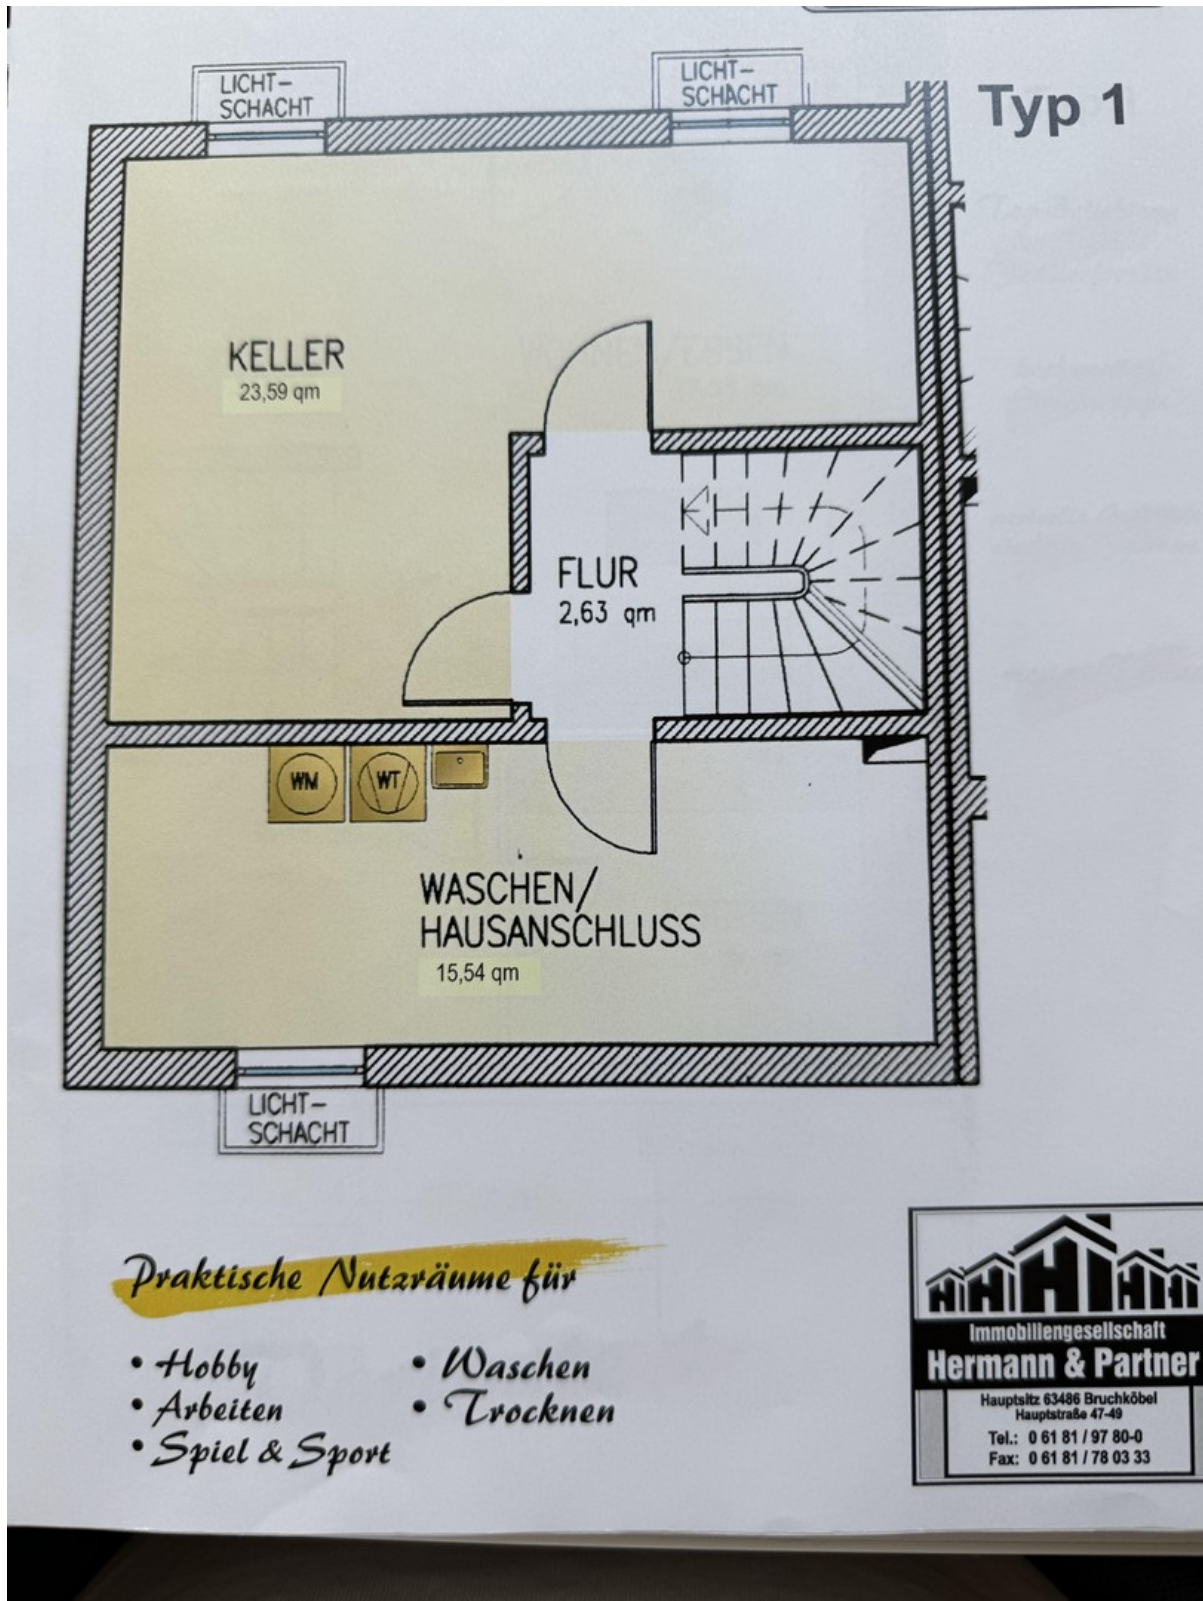 LICHT-
SCHACHT
LICHT-
SCHACHT
Typ 1
KELLER
23,59 qm
FLUR
2,63 qm
WM
WT
WASCHEN/
HAUSANSCHLUSS
15,54 qm
LICHT-
SCHACHT
Praktische Nutzräume für
• Hobby
• Arbeiten
• Spiel & Sport
• Waschen
• Trocknen
Immobiliengesellschaft
Hermann & Partner
Hauptsitz 63486 Bruchköbel
Hauptstraße 47-49
Tel.: 0 61 81 / 97 80-0
Fax: 0 61 81 / 78 03 33